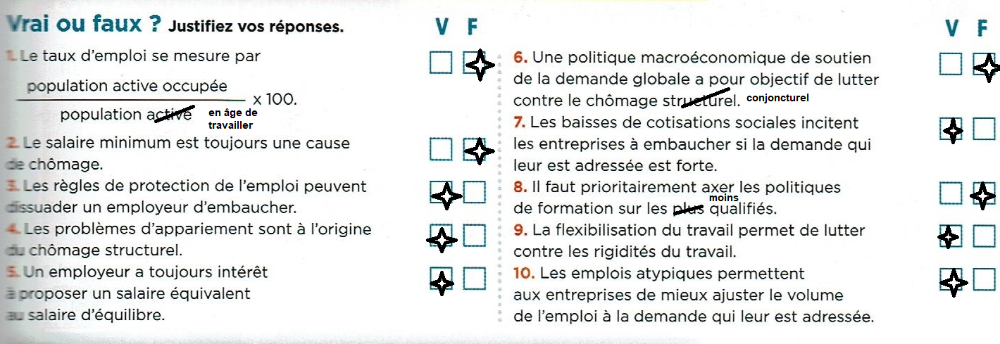 Vrai ou faux ? Justifiez vos réponses.
V F
1. Le taux d'emploi se mesure par
population active occupée
population active
x 100.
en âge de
travailler
2. Le salaire minimum est toujours une cause
de chômage.
3. Les règles de protection de l'emploi peuvent
dissuader un employeur d'embaucher.
4. Les problèmes d'appariement sont à l'origine
du chômage structurel.
5. Un employeur a toujours intérêt
à proposer un salaire équivalent
au salaire d'équilibre.
V F
6. Une politique macroéconomique de soutien
de la demande globale a pour objectif de lutter
contre le chômage structurel. conjoncturel
7. Les baisses de cotisations sociales incitent
les entreprises à embaucher si la demande qui
leur est adressée est forte.
8. Il faut prioritairement axer les politiques
moins
de formation sur les plus qualifiés.
9. La flexibilisation du travail permet de lutter
contre les rigidités du travail.
10. Les emplois atypiques permettent
aux entreprises de mieux ajuster le volume
de l'emploi à la demande qui leur est adressée.